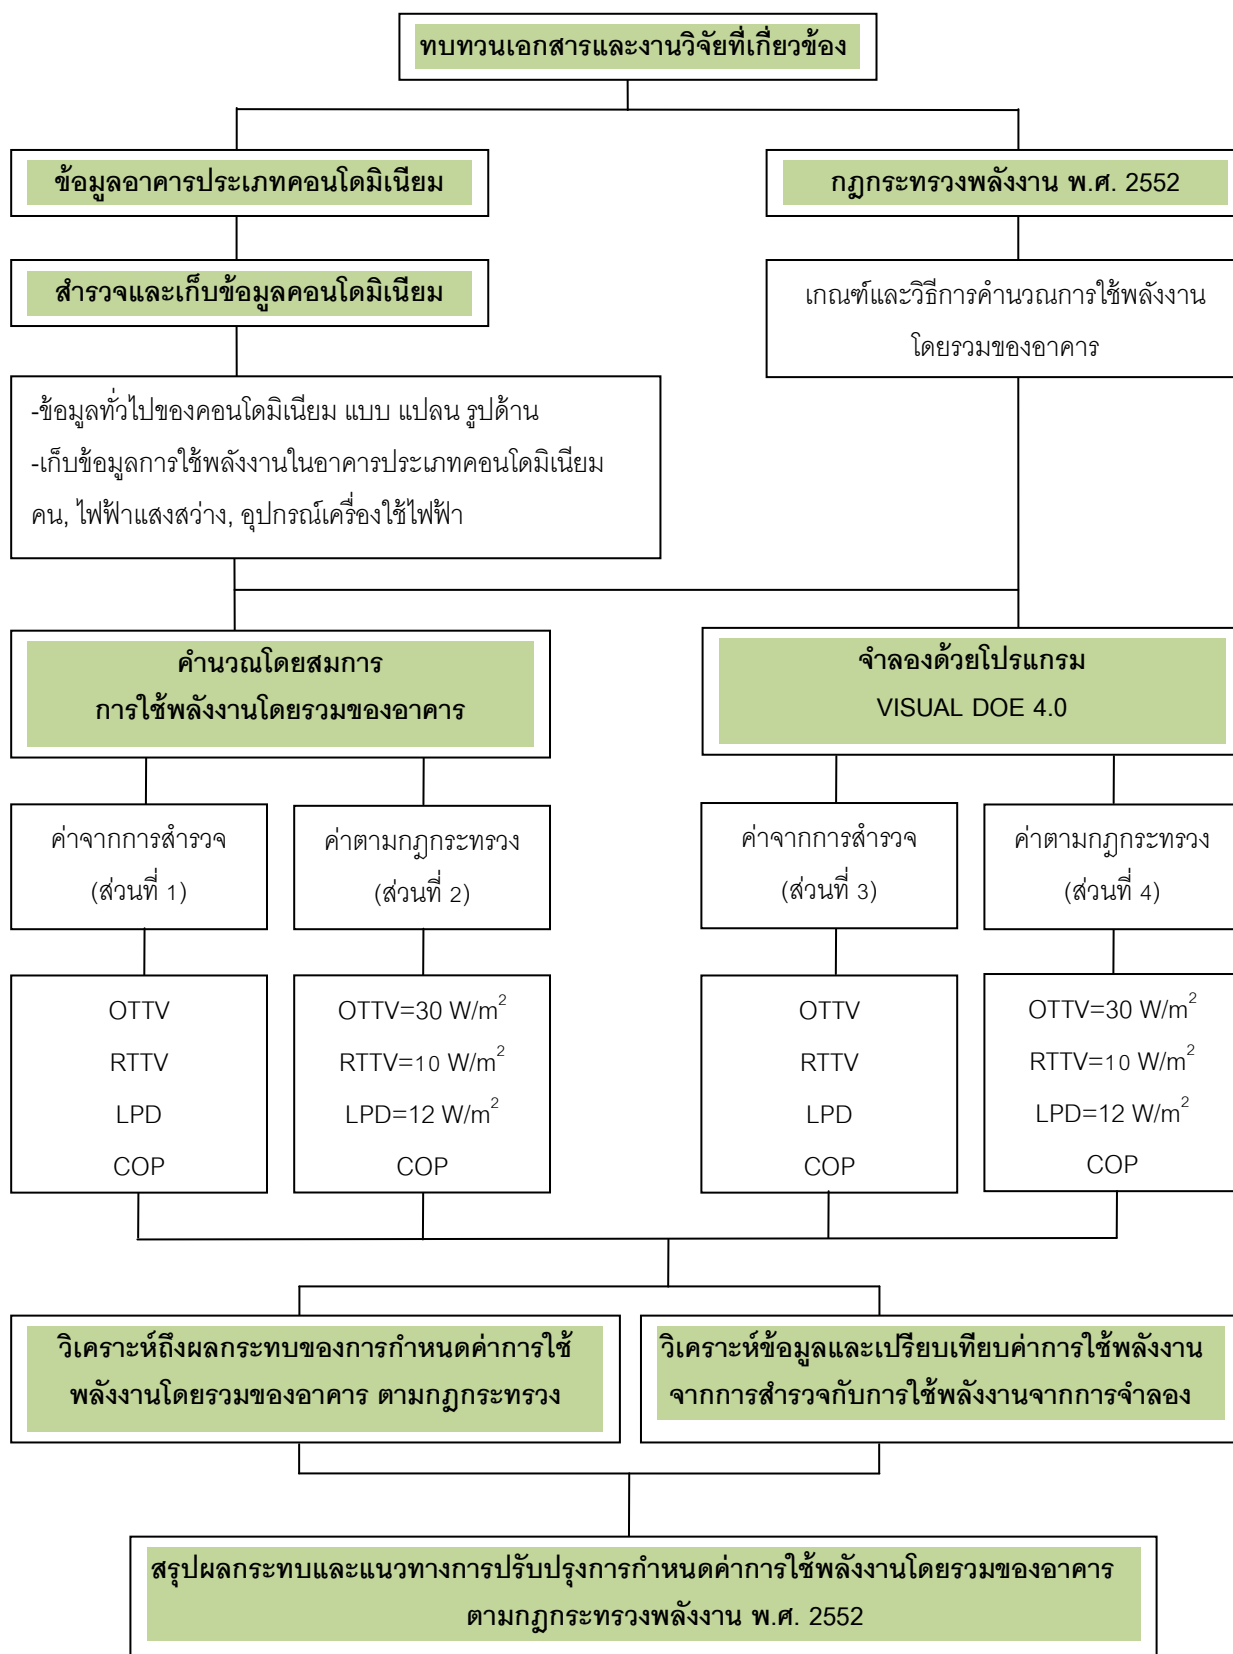 ทบทวนเอกสารและงานวิจัยที่เกี่ยวข้อง
ข้อมูลอาคารประเภทคอนโดมิเนียม
กฎกระทรวงพลังงาน พ.ศ. 2552
สำรวจและเก็บข้อมูลคอนโดมิเนียม
เกณฑ์และวิธีการคำนวณการใช้พลังงาน
โดยรวมของอาคาร
-ข้อมูลทั่วไปของคอนโดมิเนียม แบบ แปลน รูปด้าน
-เก็บข้อมูลการใช้พลังงานในอาคารประเภทคอนโดมิเนียม
คน, ไฟฟ้าแสงสว่าง, อุปกรณ์เครื่องใช้ไฟฟ้า
คำนวณโดยสมการ
การใช้พลังงานโดยรวมของอาคาร
จำลองด้วยโปรแกรม
VISUAL DOE 4.0
ค่าจากการสำรวจ
(ส่วนที่ 1)
ค่าตามกฎกระทรวง
(ส่วนที่ 2)
ค่าจากการสำรวจ
(ส่วนที่ 3)
ค่าตามกฎกระทรวง
(ส่วนที่ 4)
OTTV
RTTV
LPD
COP
OTTV=30 W/m²
RTTV=10 W/m²
LPD=12 W/m²
COP
OTTV
RTTV
LPD
COP
OTTV=30 W/m²
RTTV=10 W/m²
LPD=12 W/m²
COP
วิเคราะห์ถึงผลกระทบของการกำหนดค่าการใช้
พลังงานโดยรวมของอาคาร ตามกฎกระทรวง
วิเคราะห์ข้อมูลและเปรียบเทียบค่าการใช้พลังงาน
จากการสำรวจกับการใช้พลังงานจากการจำลอง
สรุปผลกระทบและแนวทางการปรับปรุงการกำหนดค่าการใช้พลังงานโดยรวมของอาคาร
ตามกฎกระทรวงพลังงาน พ.ศ. 2552